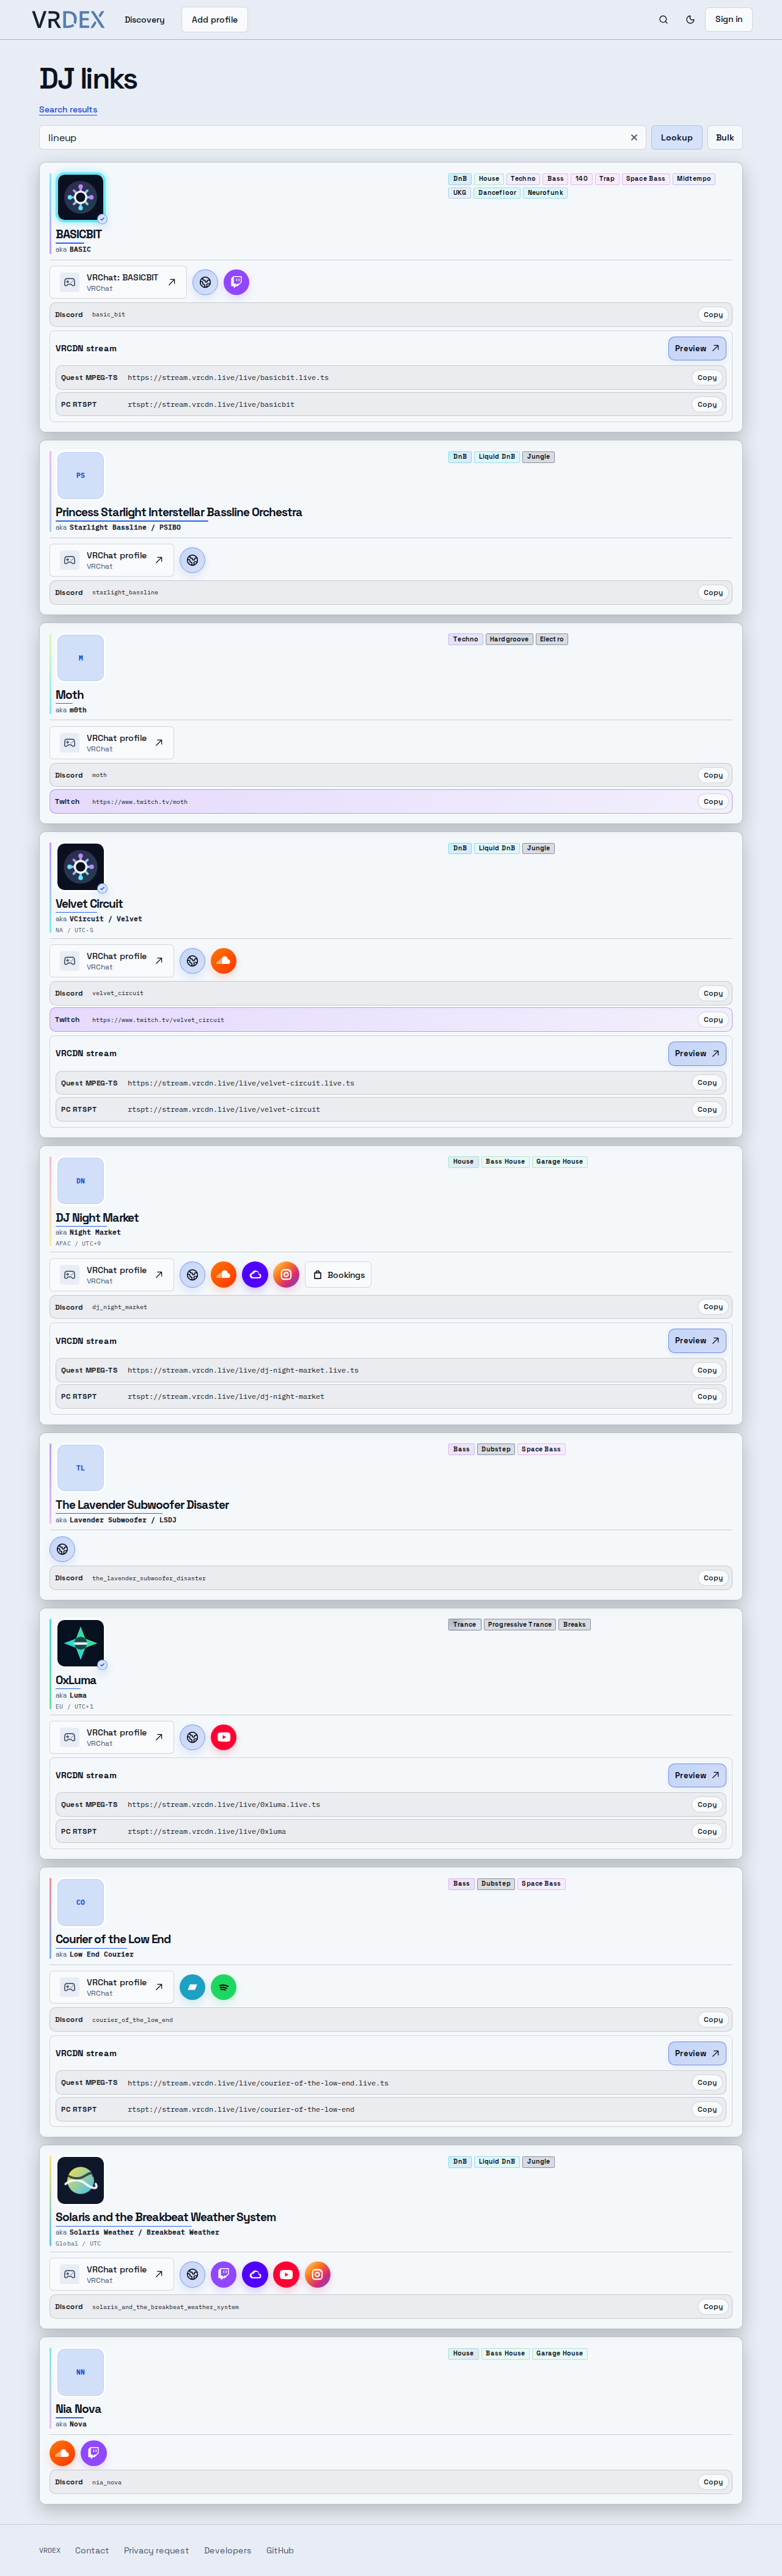 VRDEX Discovery Add profile Sign in
DJ links
Search results
lineup Lookup Bulk
DnB House Techno Bass 140 Trap Space Bass Midtempo
UKG Dancefloor Neurofunk
BASICBIT
aka BASIC
VRChat: BASICBIT
VRChat
Discord basic_bit Copy
VRCDN stream Preview
Quest MPEG-TS https://stream.vrcdn.live/live/basicbit.live.ts Copy
PC RTSPT rtspt://stream.vrcdn.live/live/basicbit Copy
PS
DnB Liquid DnB Jungle
Princess Starlight Interstellar Bassline Orchestra
aka Starlight Bassline / PSIBO
VRChat profile
VRChat
Discord starlight_bassline Copy
M
Techno Hardgroove Electro
Moth
aka m0th
VRChat profile
VRChat
Discord moth Copy
Twitch https://www.twitch.tv/moth Copy
DnB Liquid DnB Jungle
Velvet Circuit
aka VCircuit / Velvet
NA / UTC-5
VRChat profile
VRChat
Discord velvet_circuit Copy
Twitch https://www.twitch.tv/velvet_circuit Copy
VRCDN stream Preview
Quest MPEG-TS https://stream.vrcdn.live/live/velvet-circuit.live.ts Copy
PC RTSPT rtspt://stream.vrcdn.live/live/velvet-circuit Copy
DN
House Bass House Garage House
DJ Night Market
aka Night Market
APAC / UTC+9
VRChat profile
VRChat
Bookings
Discord dj_night_market Copy
VRCDN stream Preview
Quest MPEG-TS https://stream.vrcdn.live/live/dj-night-market.live.ts Copy
PC RTSPT rtspt://stream.vrcdn.live/live/dj-night-market Copy
TL
Bass Dubstep Space Bass
The Lavender Subwoofer Disaster
aka Lavender Subwoofer / LSDJ
Discord the_lavender_subwoofer_disaster Copy
Trance Progressive Trance Breaks
0xLuma
aka Luma
EU / UTC+1
VRChat profile
VRChat
VRCDN stream Preview
Quest MPEG-TS https://stream.vrcdn.live/live/0xluma.live.ts Copy
PC RTSPT rtspt://stream.vrcdn.live/live/0xluma Copy
CO
Bass Dubstep Space Bass
Courier of the Low End
aka Low End Courier
VRChat profile
VRChat
Discord courier_of_the_low_end Copy
VRCDN stream Preview
Quest MPEG-TS https://stream.vrcdn.live/live/courier-of-the-low-end.live.ts Copy
PC RTSPT rtspt://stream.vrcdn.live/live/courier-of-the-low-end Copy
DnB Liquid DnB Jungle
Solaris and the Breakbeat Weather System
aka Solaris Weather / Breakbeat Weather
Global / UTC
VRChat profile
VRChat
Discord solaris_and_the_breakbeat_weather_system Copy
NN
House Bass House Garage House
Nia Nova
aka Nova
Discord nia_nova Copy
VRDEX Contact Privacy request Developers GitHub